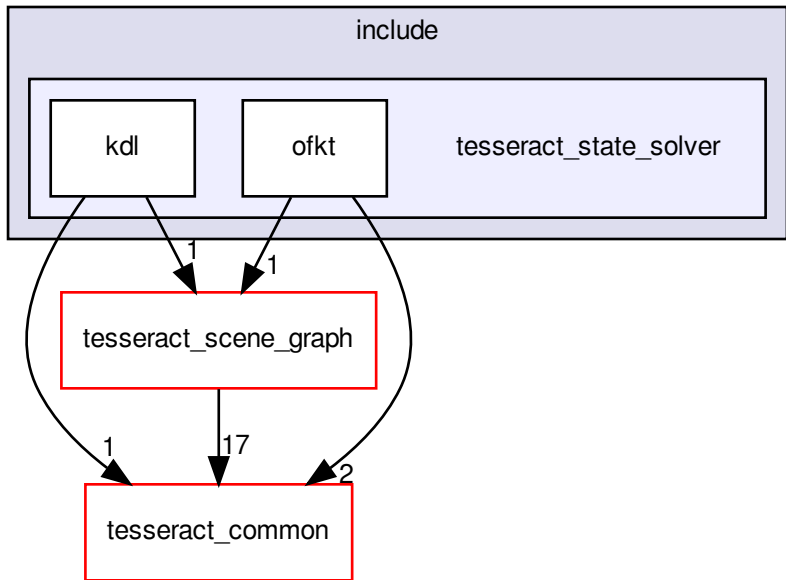 include
kdl
ofkt
tesseract_state_solver
1
1
tesseract_scene_graph
1
17
2
tesseract_common